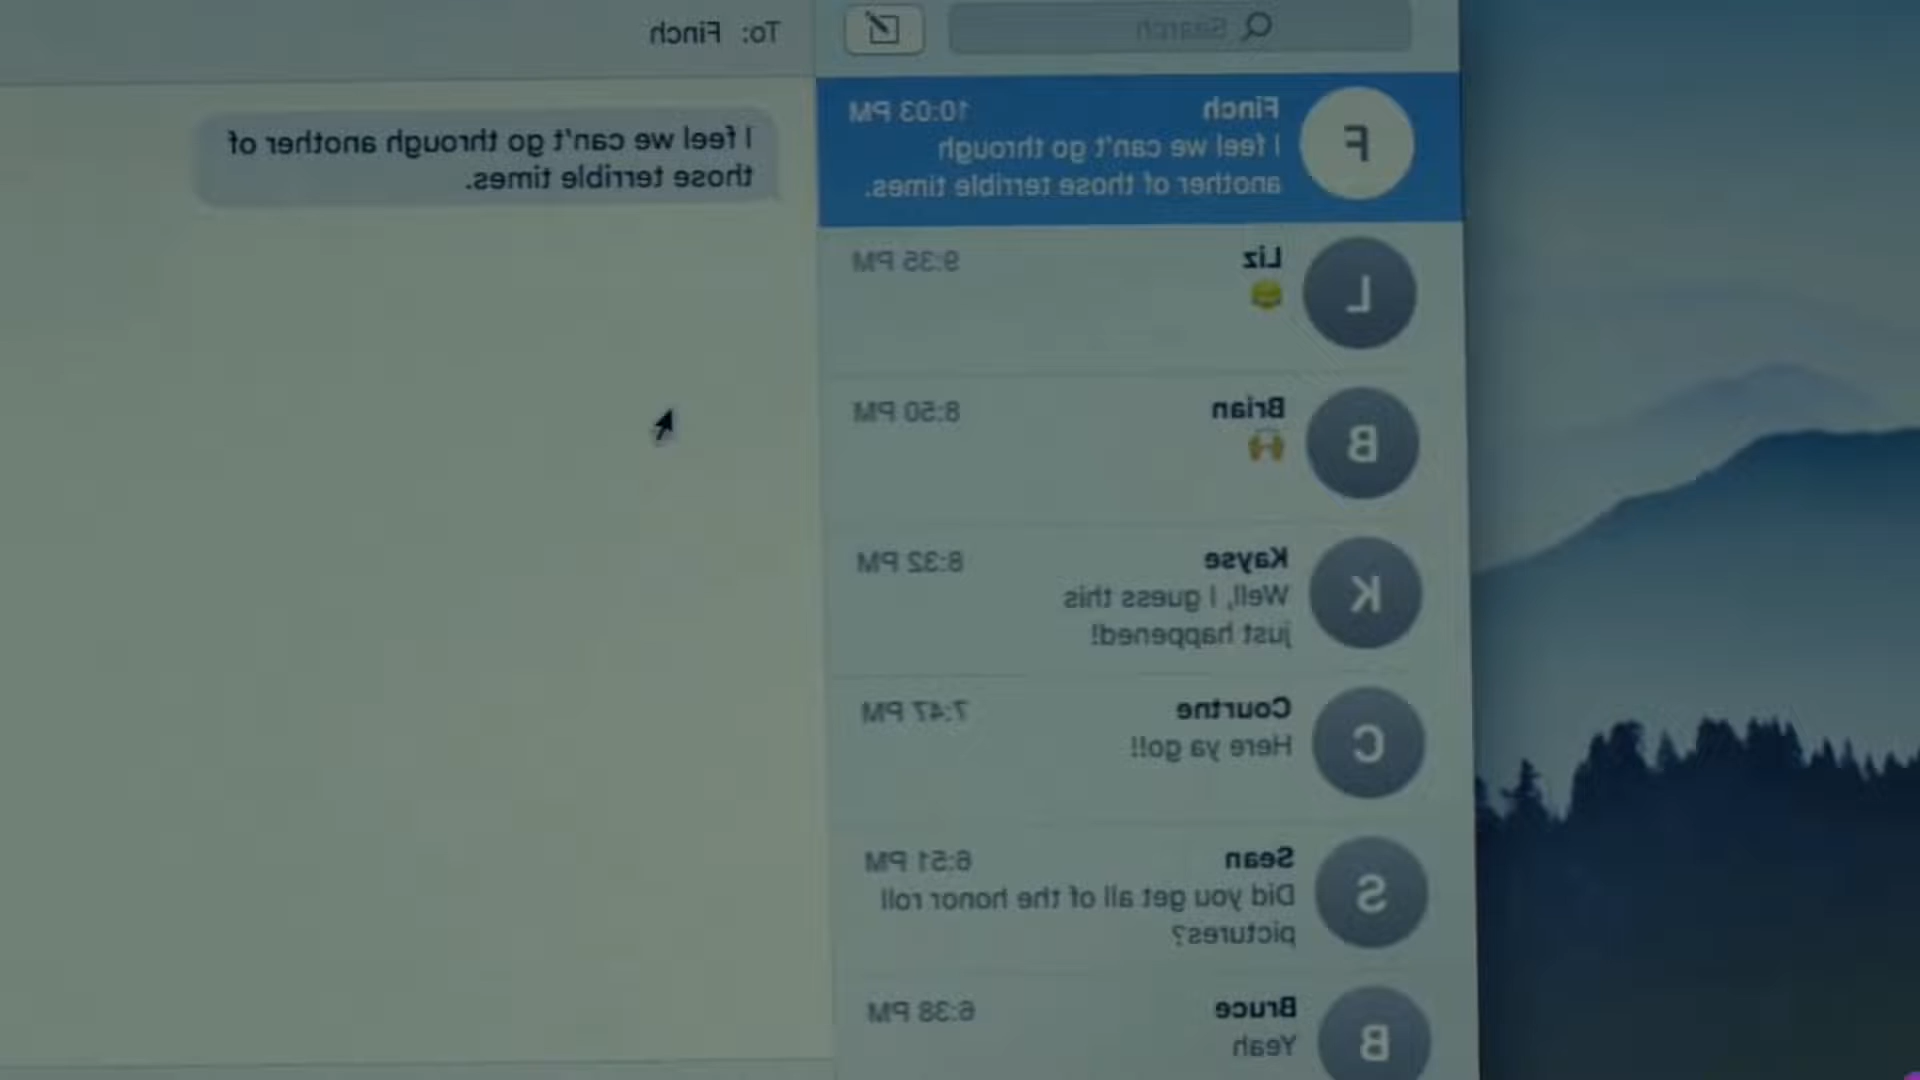 Search
To: Finch
F
Finch 10:03 PM
I feel we can't go through
another of those terrible times.
L
Liz 9:35 PM
B
Brian 8:50 PM
K
Kayse 8:32 PM
Well, I guess this
just happened!
C
Courtne 7:47 PM
Here ya go!!
S
Sean 6:51 PM
Did you get all of the honor roll
pictures?
B
Bruce 6:38 PM
Yeah
I feel we can't go through another of
those terrible times.